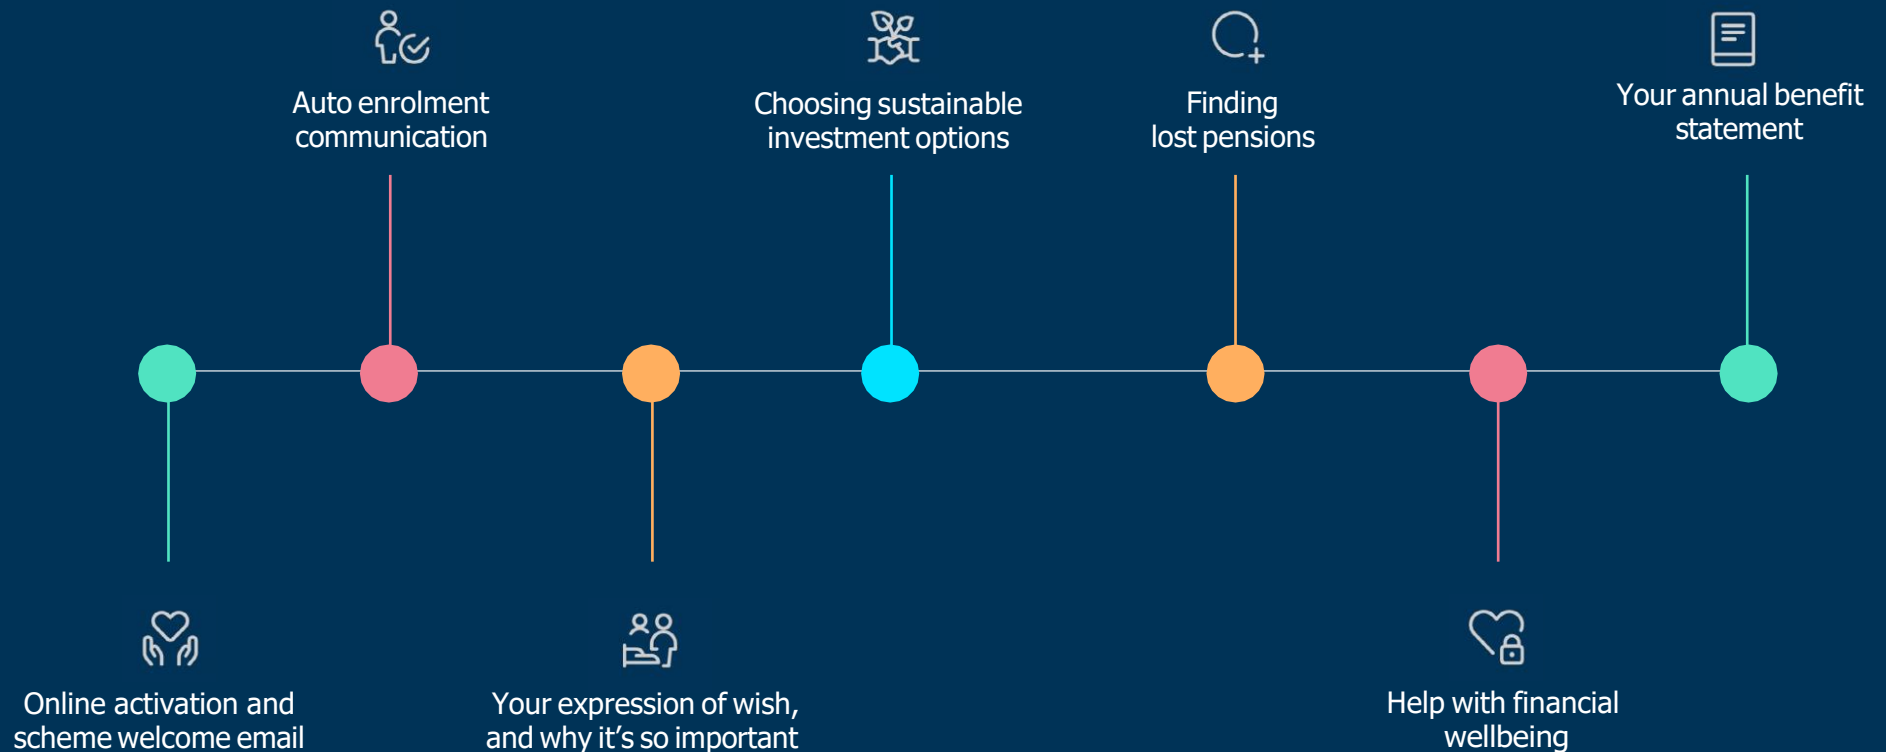 Auto enrolment
communication
Choosing sustainable
investment options
Finding
lost pensions
Your annual benefit
statement
Online activation and
scheme welcome email
Your expression of wish,
and why it’s so important
Help with financial
wellbeing